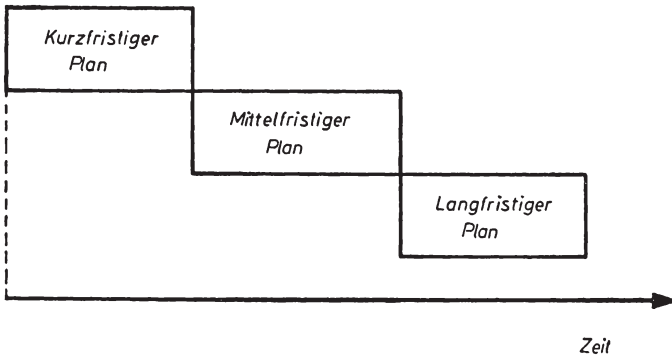 Kurzfristiger
Plan
Mittelfristiger
Plan
Langfristiger
Plan
Zeit